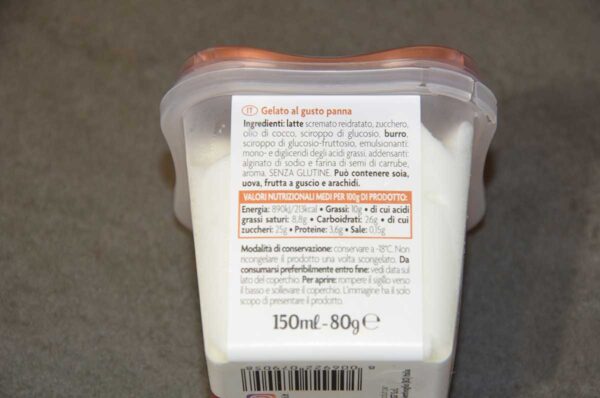 IT Gelato al gusto panna
Ingredienti: latte scremato reidratato, zucchero,
olio di cocco, sciroppo di glucosio, burro,
sciroppo di glucosio-fruttosio, emulsionanti:
mono- e digliceridi degli acidi grassi, addensanti:
alginato di sodio e farina di semi di carrube,
aroma. SENZA GLUTINE. Può contenere soia,
uova, frutta a guscio e arachidi.
VALORI NUTRIZIONALI MEDI PER 100g DI PRODOTTO:
Energia: 890kj/213kcal • Grassi: 10g • di cui acidi
grassi saturi: 8,8g • Carboidrati: 26g • di cui
zuccheri: 25g • Proteine: 3,6g • Sale: 0,15g
Modalità di conservazione: conservare a -18°C. Non
ricongelare il prodotto una volta scongelato. Da
consumarsi preferibilmente entro fine: vedi data sul
lato del coperchio. Per aprire: rompere il sigillo verso
il basso e sollevare il coperchio. L'immagine ha il solo
scopo di presentare il prodotto.
150ml-80g℮
8 006922 079058